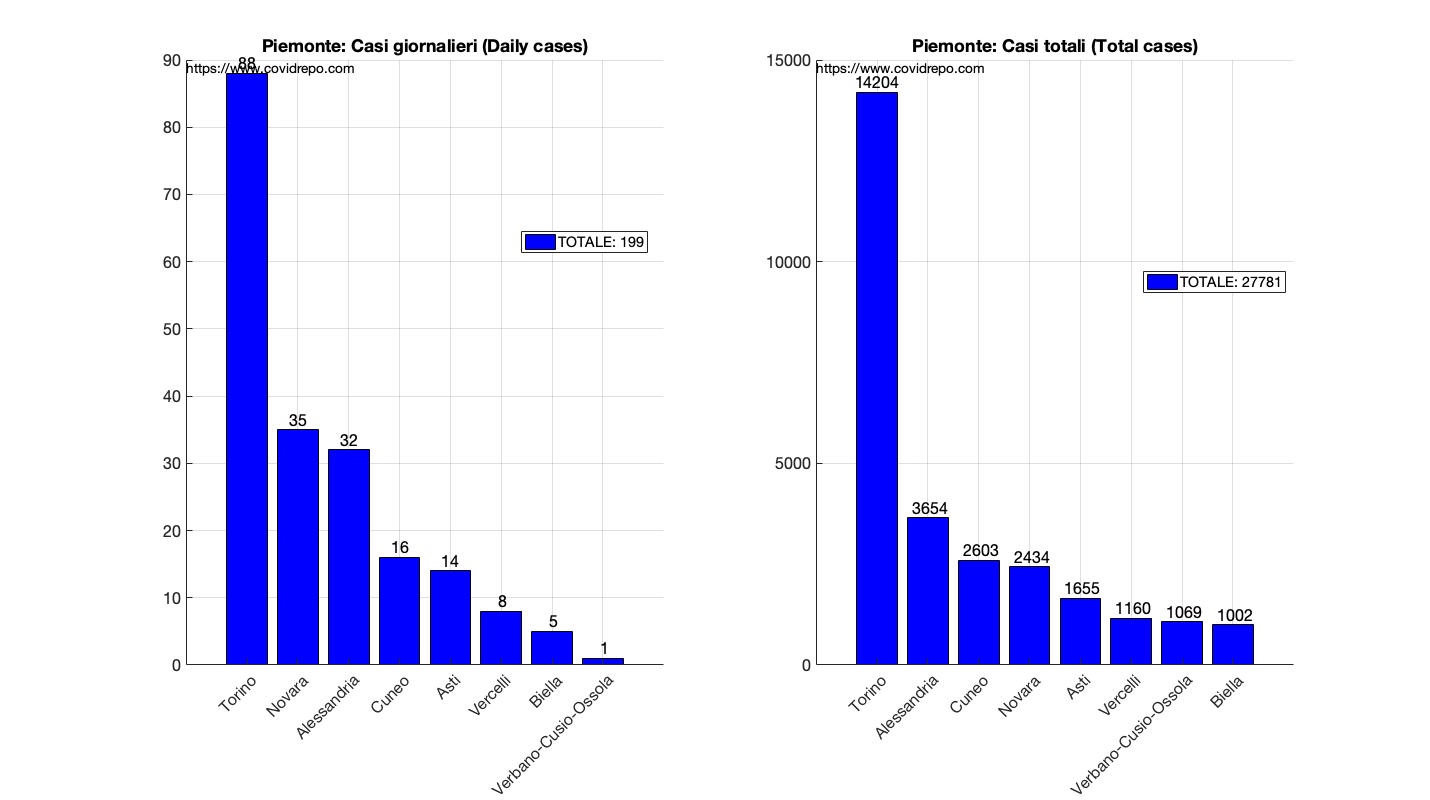 Piemonte: Casi giornalieri (Daily cases)
90
https://www.covidrepo.com
88
80
70
TOTALE: 199
60
50
40
35
32
30
20
16
14
10
8
5
1
0
Torino
Novara
Alessandria
Cuneo
Asti
Vercelli
Biella
Verbano-Cusio-Ossola
Piemonte: Casi totali (Total cases)
15000
https://www.covidrepo.com
14204
10000
TOTALE: 27781
5000
3654
2603
2434
1655
1160
1069
1002
0
Torino
Alessandria
Cuneo
Novara
Asti
Vercelli
Verbano-Cusio-Ossola
Biella